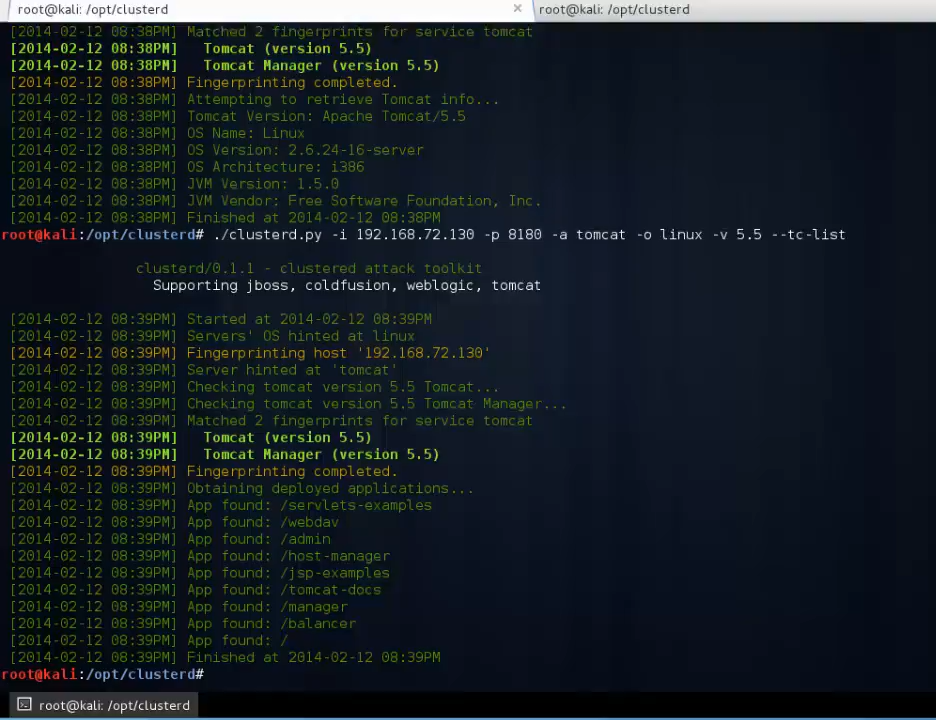 root@kali: /opt/clusterd × root@kali: /opt/clusterd
[2014-02-12 08:38PM] Matched 2 fingerprints for service tomcat
[2014-02-12 08:38PM]   Tomcat (version 5.5)
[2014-02-12 08:38PM]   Tomcat Manager (version 5.5)
[2014-02-12 08:38PM] Fingerprinting completed.
[2014-02-12 08:38PM] Attempting to retrieve Tomcat info...
[2014-02-12 08:38PM] Tomcat Version: Apache Tomcat/5.5
[2014-02-12 08:38PM] OS Name: Linux
[2014-02-12 08:38PM] OS Version: 2.6.24-16-server
[2014-02-12 08:38PM] OS Architecture: i386
[2014-02-12 08:38PM] JVM Version: 1.5.0
[2014-02-12 08:38PM] JVM Vendor: Free Software Foundation, Inc.
[2014-02-12 08:38PM] Finished at 2014-02-12 08:38PM
root@kali:/opt/clusterd# ./clusterd.py -i 192.168.72.130 -p 8180 -a tomcat -o linux -v 5.5 --tc-list
clusterd/0.1.1 - clustered attack toolkit
Supporting jboss, coldfusion, weblogic, tomcat
[2014-02-12 08:39PM] Started at 2014-02-12 08:39PM
[2014-02-12 08:39PM] Servers' OS hinted at linux
[2014-02-12 08:39PM] Fingerprinting host '192.168.72.130'
[2014-02-12 08:39PM] Server hinted at 'tomcat'
[2014-02-12 08:39PM] Checking tomcat version 5.5 Tomcat...
[2014-02-12 08:39PM] Checking tomcat version 5.5 Tomcat Manager...
[2014-02-12 08:39PM] Matched 2 fingerprints for service tomcat
[2014-02-12 08:39PM]   Tomcat (version 5.5)
[2014-02-12 08:39PM]   Tomcat Manager (version 5.5)
[2014-02-12 08:39PM] Fingerprinting completed.
[2014-02-12 08:39PM] Obtaining deployed applications...
[2014-02-12 08:39PM] App found: /servlets-examples
[2014-02-12 08:39PM] App found: /webdav
[2014-02-12 08:39PM] App found: /admin
[2014-02-12 08:39PM] App found: /host-manager
[2014-02-12 08:39PM] App found: /jsp-examples
[2014-02-12 08:39PM] App found: /tomcat-docs
[2014-02-12 08:39PM] App found: /manager
[2014-02-12 08:39PM] App found: /balancer
[2014-02-12 08:39PM] App found: /
[2014-02-12 08:39PM] Finished at 2014-02-12 08:39PM
root@kali:/opt/clusterd#
root@kali: /opt/clusterd